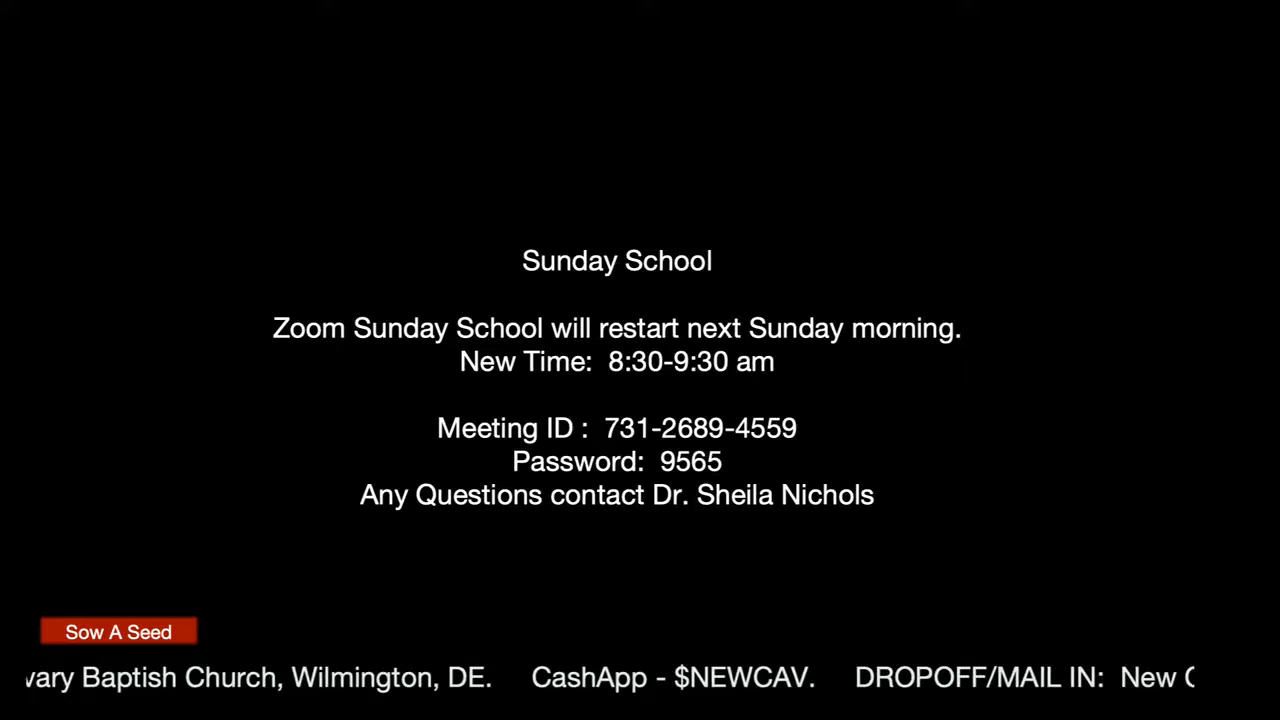 Sunday School
Zoom Sunday School will restart next Sunday morning.
New Time: 8:30-9:30 am
Meeting ID : 731-2689-4559
Password: 9565
Any Questions contact Dr. Sheila Nichols
Sow A Seed
Baptish Church, Wilmington, DE. CashApp - $NEWCAV. DROPOFF/MAIL IN: New